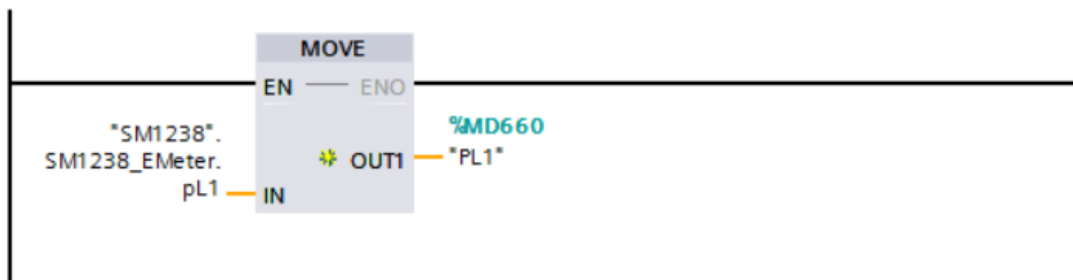 MOVE
EN
ENO
"SM1238".
SM1238_EMeter.
pL1
IN
OUT1
%MD660
"PL1"